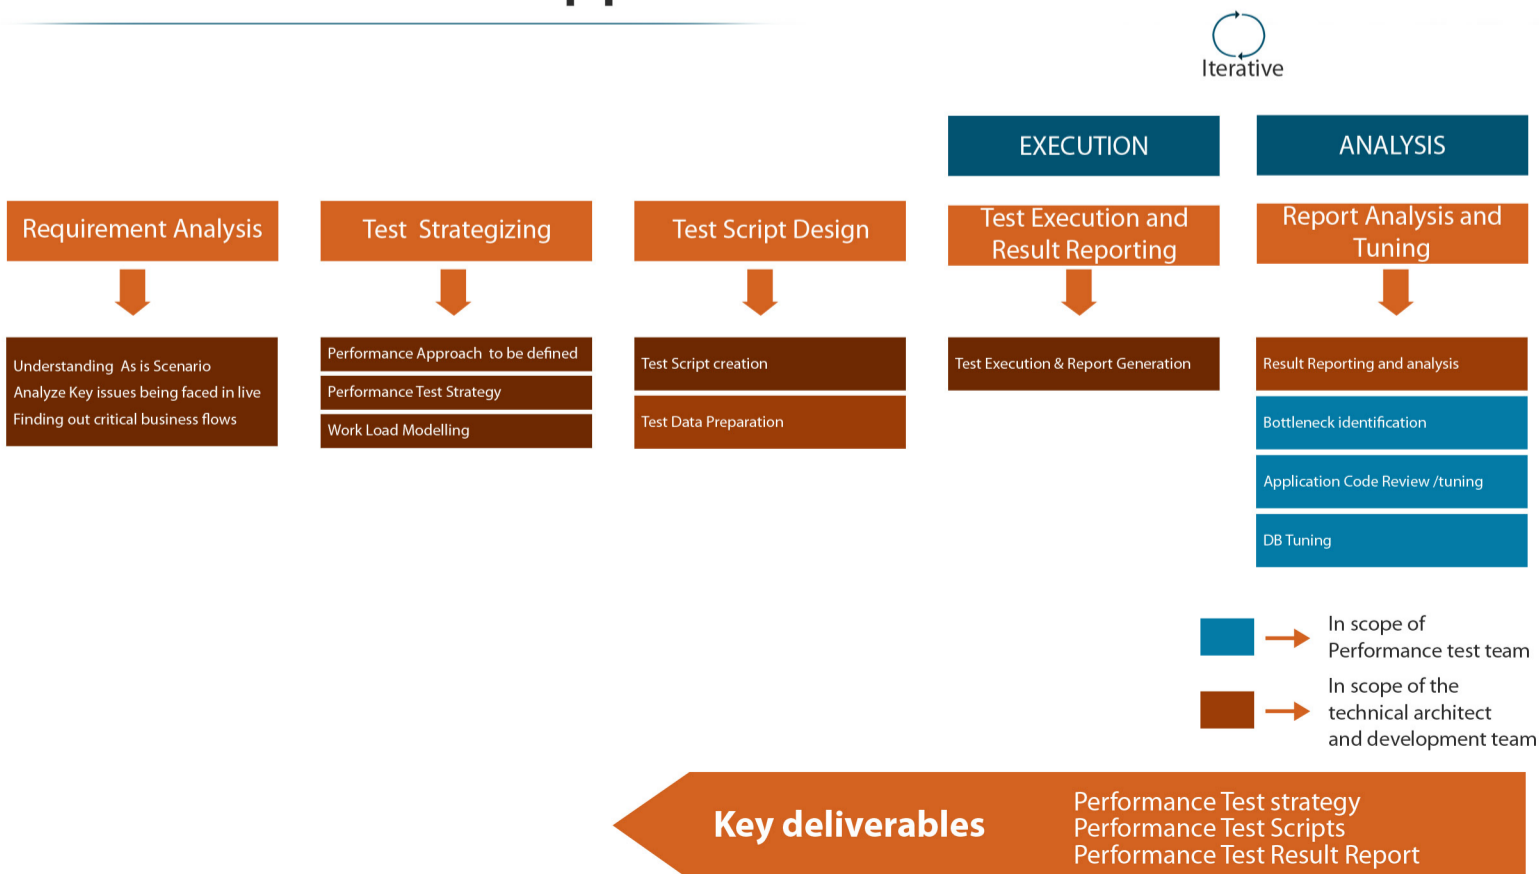 Iterative
EXECUTION
ANALYSIS
Requirement Analysis
Test Strategizing
Test Script Design
Test Execution and
Result Reporting
Report Analysis and
Tuning
Understanding As is Scenario
Analyze Key issues being faced in live
Finding out critical business flows
Performance Approach to be defined
Performance Test Strategy
Work Load Modelling
Test Script creation
Test Data Preparation
Test Execution & Report Generation
Result Reporting and analysis
Bottleneck identification
Application Code Review /tuning
DB Tuning
In scope of
Performance test team
In scope of the
technical architect
and development team
Key deliverables
Performance Test strategy
Performance Test Scripts
Performance Test Result Report